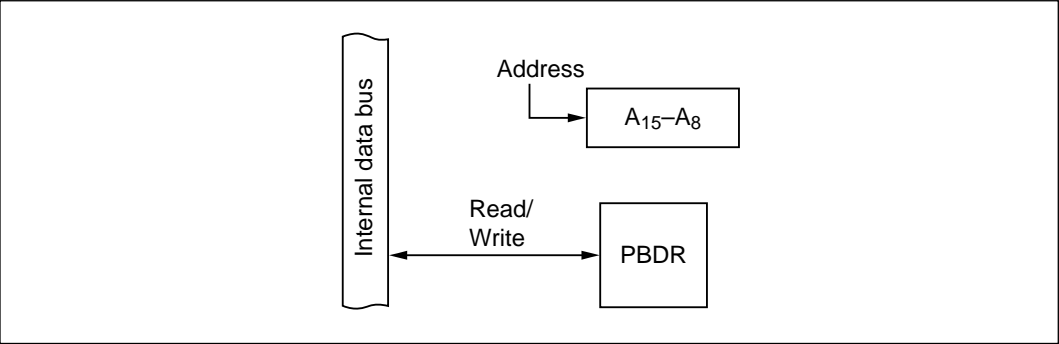 Internal data bus
Address
A15–A8
Read/
Write
PBDR